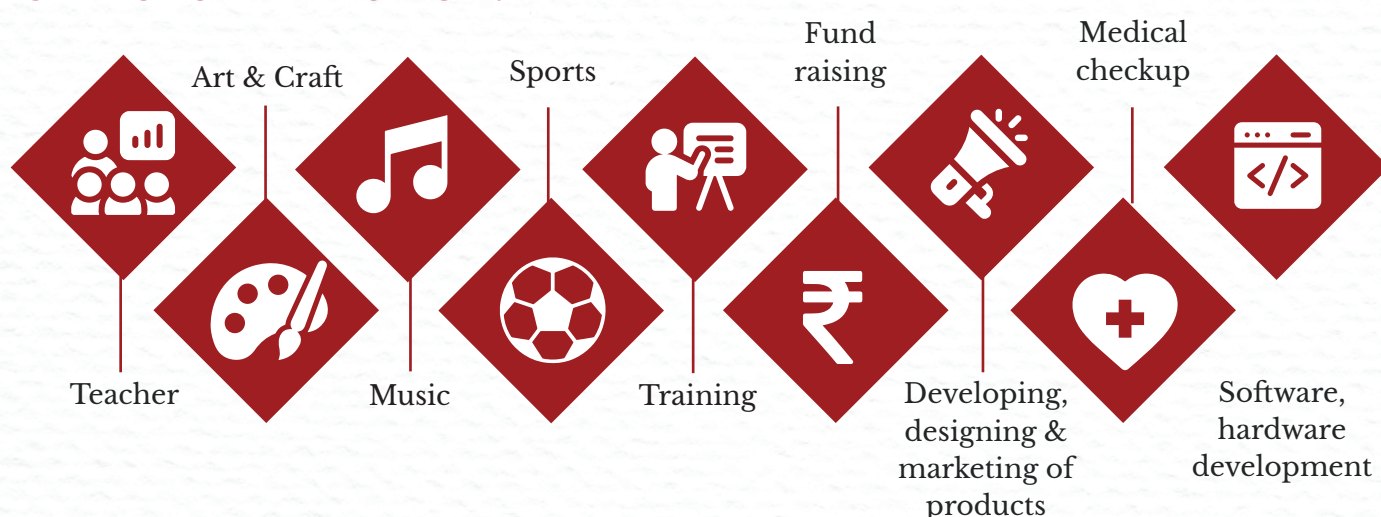 Teacher
Art & Craft
Music
Sports
Training
Fund
raising
Developing,
designing &
marketing of
products
Medical
checkup
Software,
hardware
development